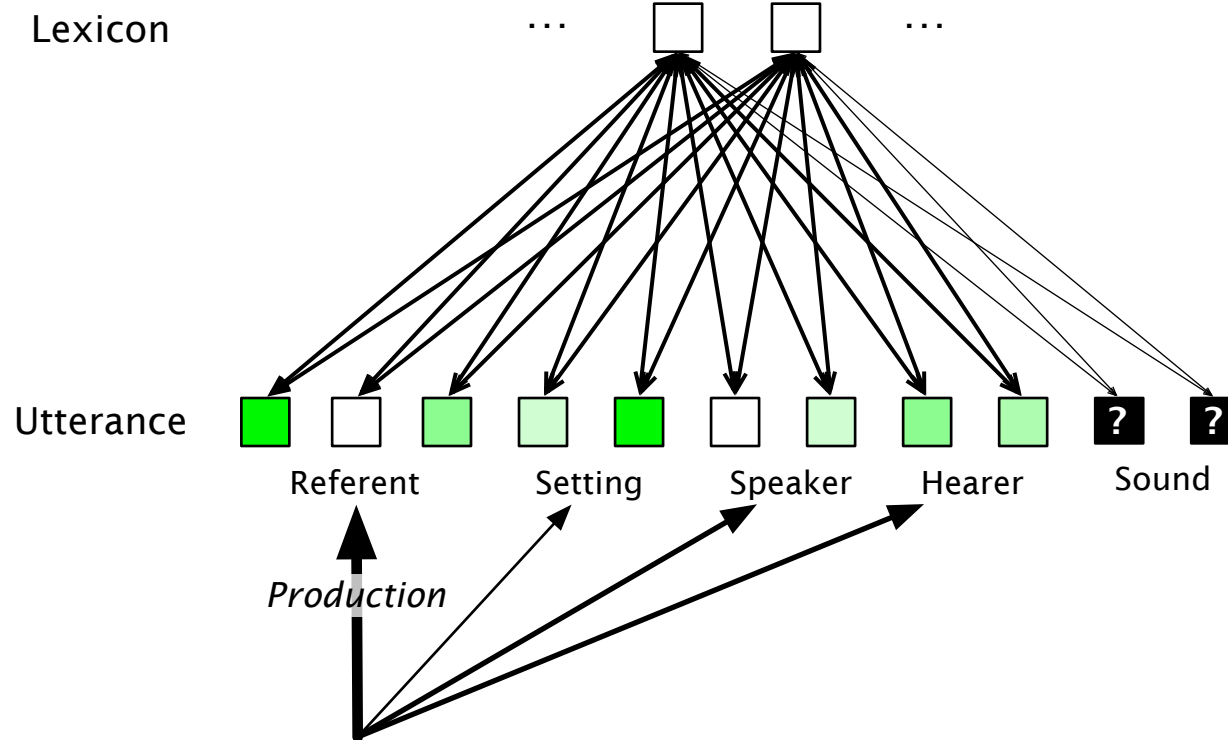 Lexicon ... ...
Utterance ? ?
Referent Setting Speaker Hearer Sound
Production